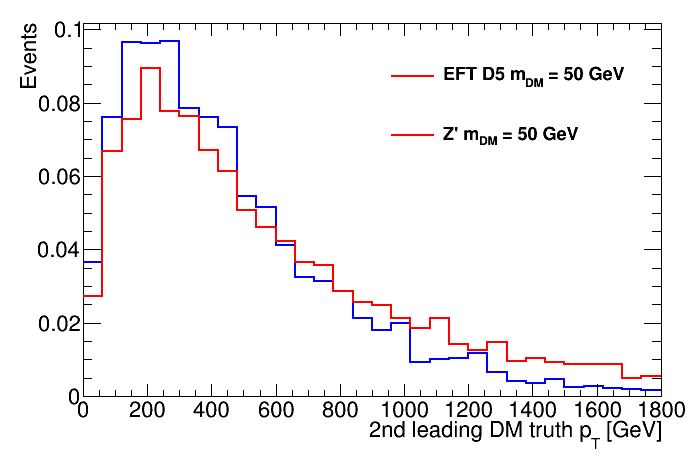 Events
0.1
0.08
0.06
0.04
0.02
0
EFT D5 m_DM = 50 GeV
Z' m_DM = 50 GeV
0 200 400 600 800 1000 1200 1400 1600 1800
2nd leading DM truth p_T [GeV]